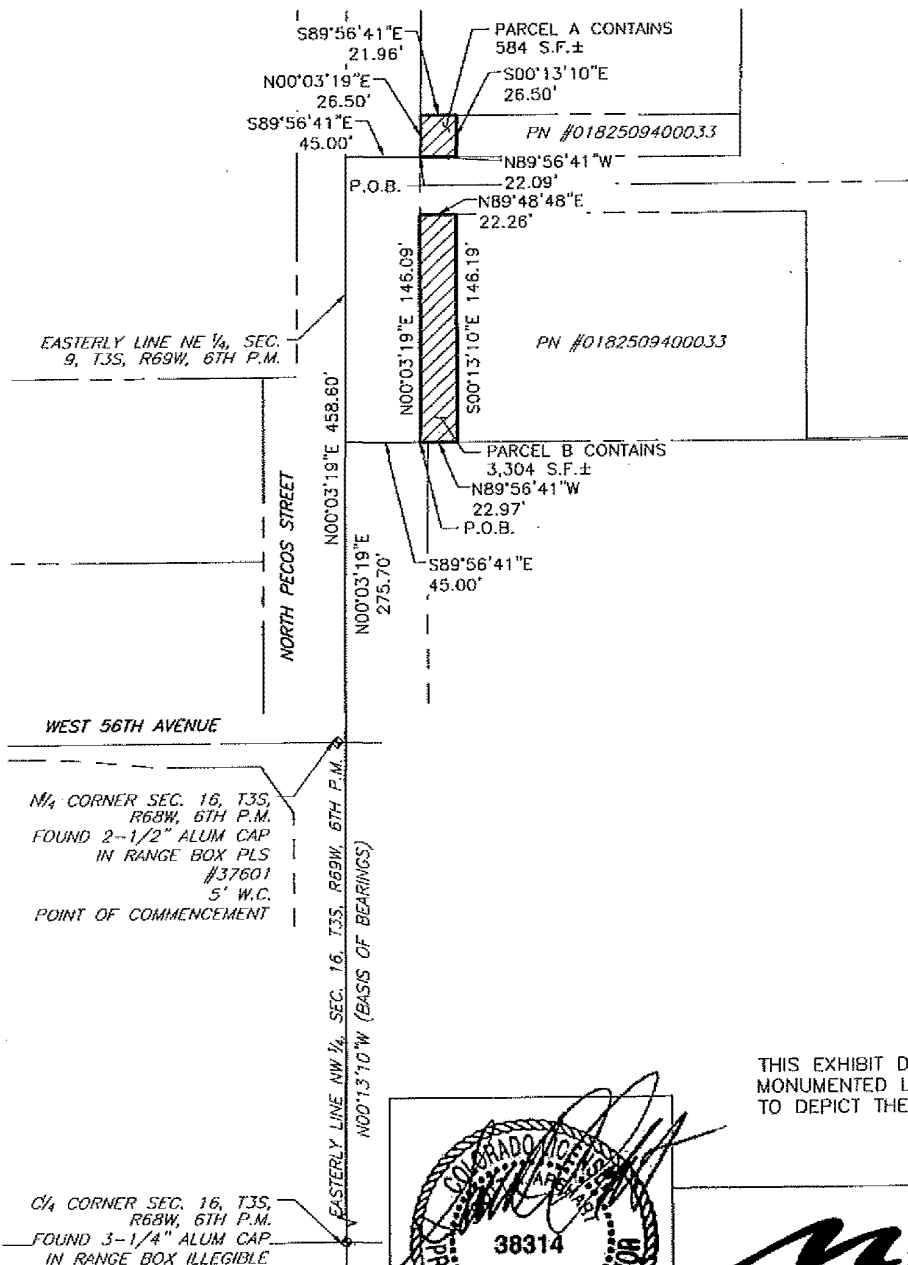 S89°56'41"E
21.96'
PARCEL A CONTAINS
584 S.F.±
N00°03'19"E
26.50'
S00°13'10"E
26.50'
S89°56'41"E
45.00'
PN #0182509400033
N89°56'41"W
22.09'
P.O.B.
N89°48'48"E
22.26'
N00°03'19"E 146.09'
S00°13'10"E 146.19'
EASTERLY LINE NE 1/4, SEC.
9, T3S, R69W, 6TH P.M.
PN #0182509400033
N00°03'19"E 458.60'
PARCEL B CONTAINS
3,304 S.F.±
N89°56'41"W
22.97'
P.O.B.
NORTH PECOS STREET
N00°03'19"E
275.70'
S89°56'41"E
45.00'
WEST 56TH AVENUE
N1/4 CORNER SEC. 16, T3S,
R68W, 6TH P.M.
FOUND 2-1/2" ALUM CAP
IN RANGE BOX PLS
#37601
5' W.C.
POINT OF COMMENCEMENT
EASTERLY LINE NW 1/4, SEC. 16, T3S, R69W, 6TH P.M.
N00°13'10"W (BASIS OF BEARINGS)
THIS EXHIBIT D
MONUMENTED L
TO DEPICT THE
COLORADO LICENS
38314
C1/4 CORNER SEC. 16, T3S,
R68W, 6TH P.M.
FOUND 3-1/4" ALUM CAP
IN RANGE BOX ILLEGIBLE